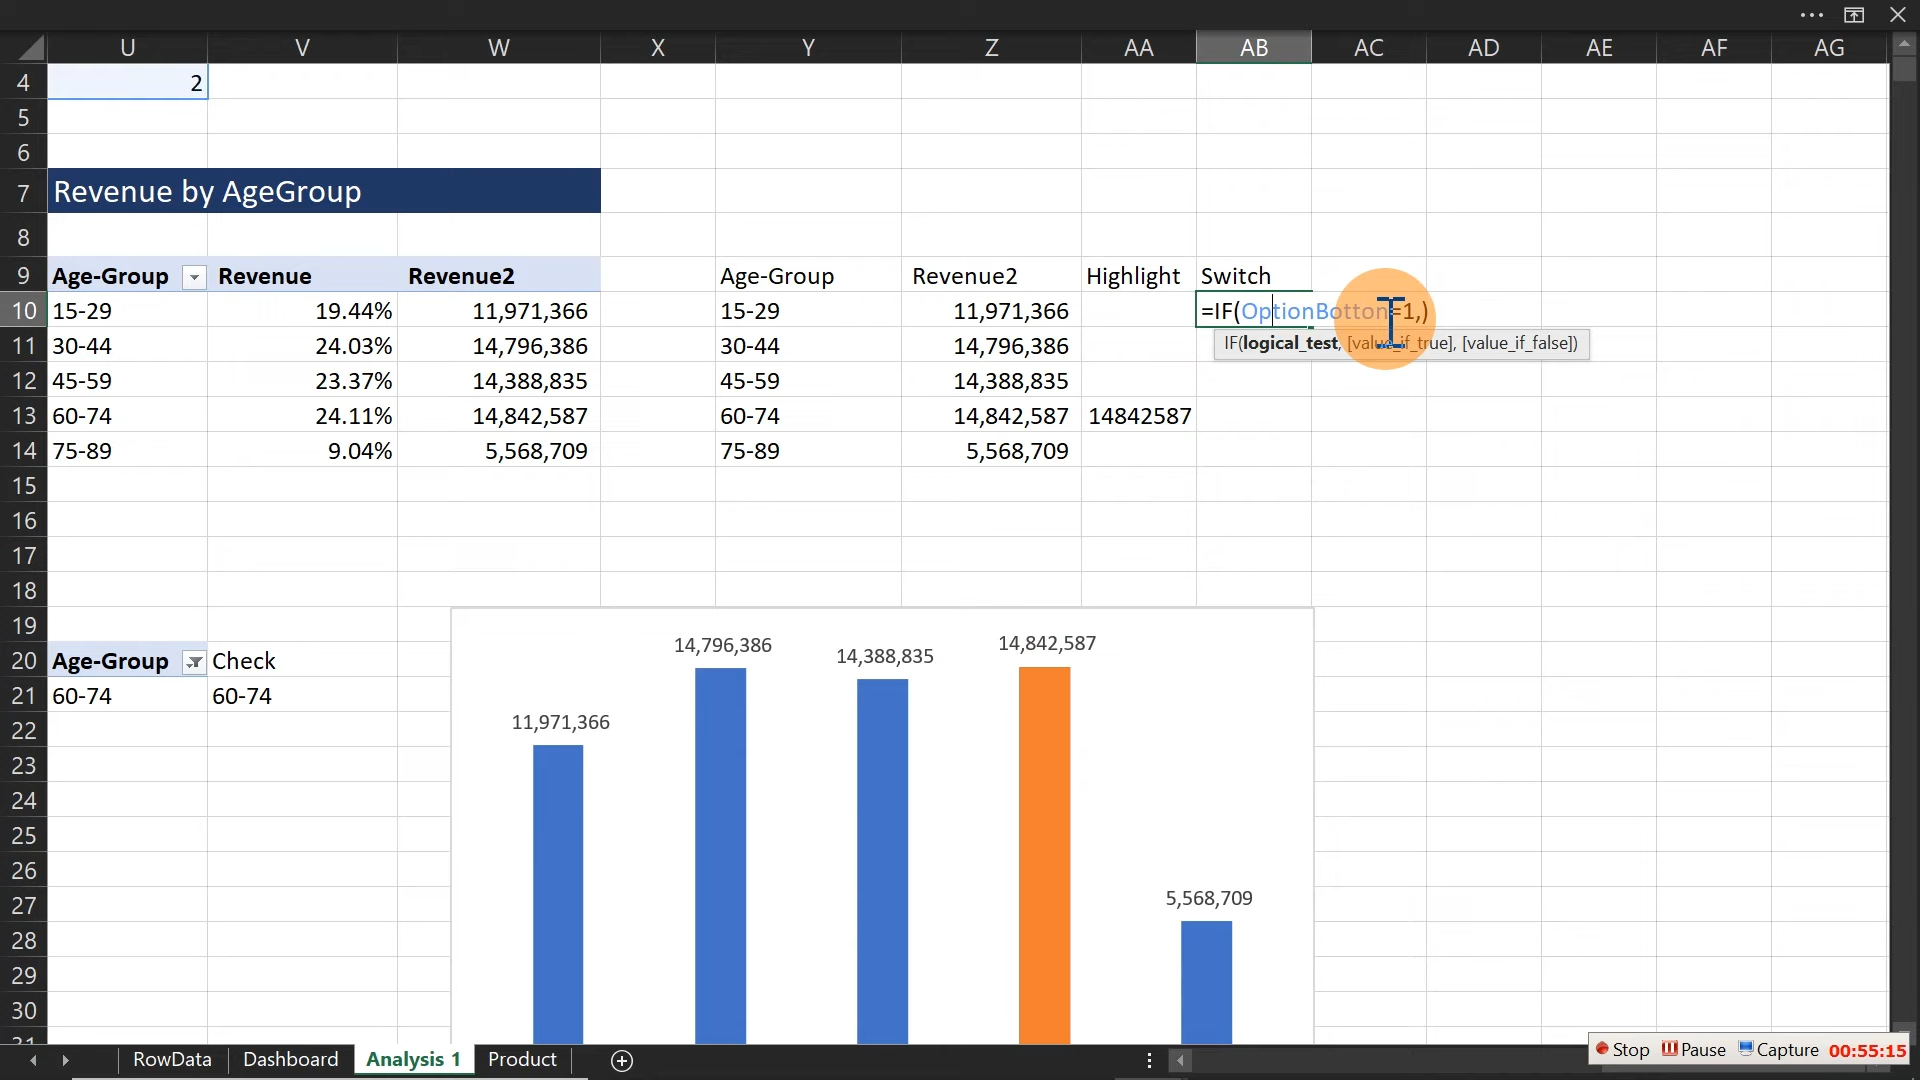 U V W X Y Z AA AB AC AD AE AF AG
4 2
5
6
7 Revenue by AgeGroup
8
9 Age-Group Revenue Revenue2 Age-Group Revenue2 Highlight Switch
10 15-29 19.44% 11,971,366 15-29 11,971,366 =IF(OptionBotton=1,)
IF(logical_test, [value_if_true], [value_if_false])
11 30-44 24.03% 14,796,386 30-44 14,796,386
12 45-59 23.37% 14,388,835 45-59 14,388,835
13 60-74 24.11% 14,842,587 60-74 14,842,587 14842587
14 75-89 9.04% 5,568,709 75-89 5,568,709
15
16
17
18
19
20 Age-Group Check
21 60-74 60-74
22
23
24
25
26
27
28
29
30
14,796,386 14,842,587
14,388,835
11,971,366
5,568,709
RowData Dashboard Analysis 1 Product
Stop Pause Capture 00:55:15